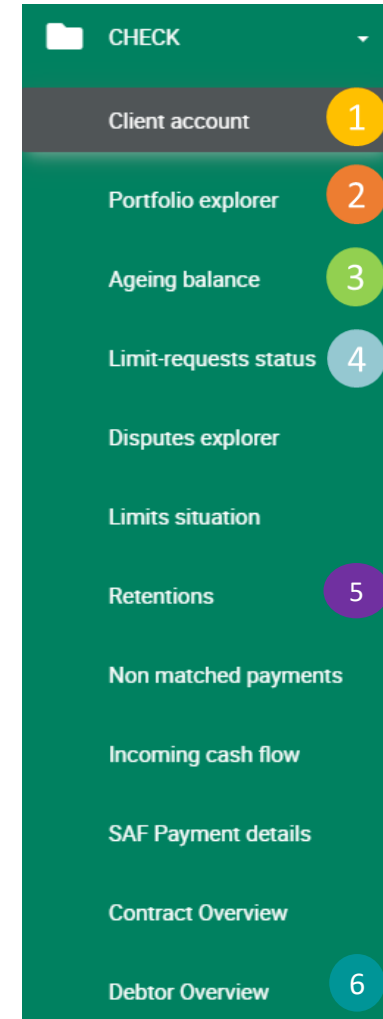 CHECK
Client account 1
Portfolio explorer 2
Ageing balance 3
Limit-requests status 4
Disputes explorer
Limits situation
Retentions 5
Non matched payments
Incoming cash flow
SAF Payment details
Contract Overview
Debtor Overview 6